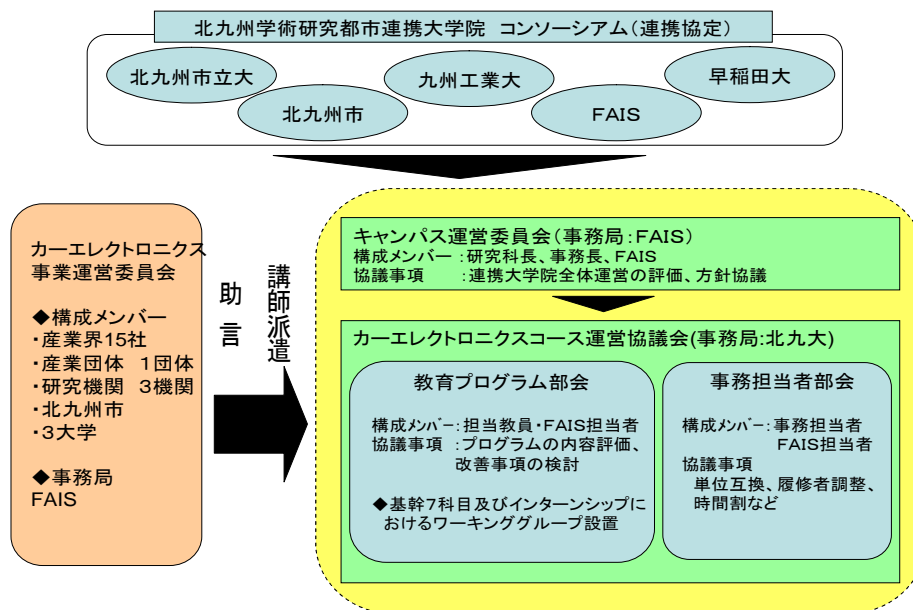 北九州学術研究都市連携大学院 コンソーシアム(連携協定)
北九州市立大
九州工業大
早稲田大
北九州市
FAIS
カーエレクトロニクス
事業運営委員会
◆構成メンバー
・産業界15社
・産業団体 1団体
・研究機関 3機関
・北九州市
・3大学
◆事務局
FAIS
講師派遣
助言
キャンパス運営委員会(事務局:FAIS)
構成メンバー:研究科長、事務長、FAIS
協議事項 :連携大学院全体運営の評価、方針協議
カーエレクトロニクスコース運営協議会(事務局:北九大)
教育プログラム部会
構成メンバー:担当教員・FAIS担当者
協議事項 :プログラムの内容評価、
改善事項の検討
◆基幹7科目及びインターンシップに
おけるワーキンググループ設置
事務担当者部会
構成メンバー:事務担当者
FAIS担当者
協議事項
単位互換、履修者調整、
時間割など